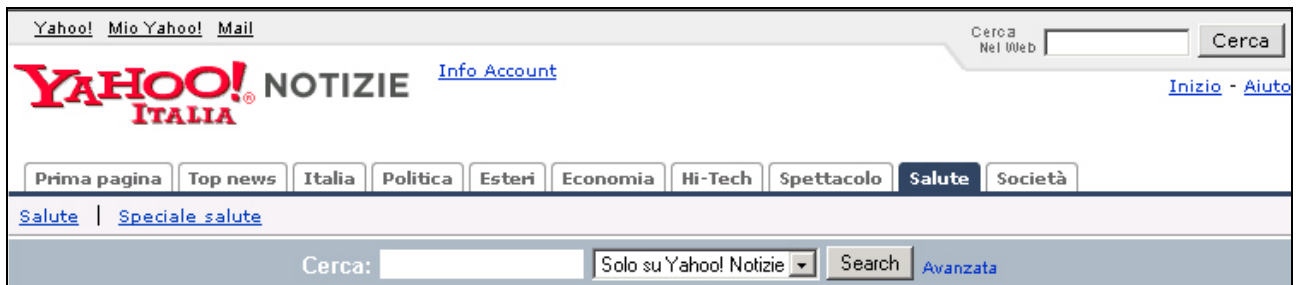 Yahoo! Mio Yahoo! Mail
Cerca
Nel Web
Cerca
YAHOO!® NOTIZIE
ITALIA
Info Account
Inizio - Aiuto
Prima pagina Top news Italia Politica Esteri Economia Hi-Tech Spettacolo Salute Società
Salute | Speciale salute
Cerca: Solo su Yahoo! Notizie Search Avanzata